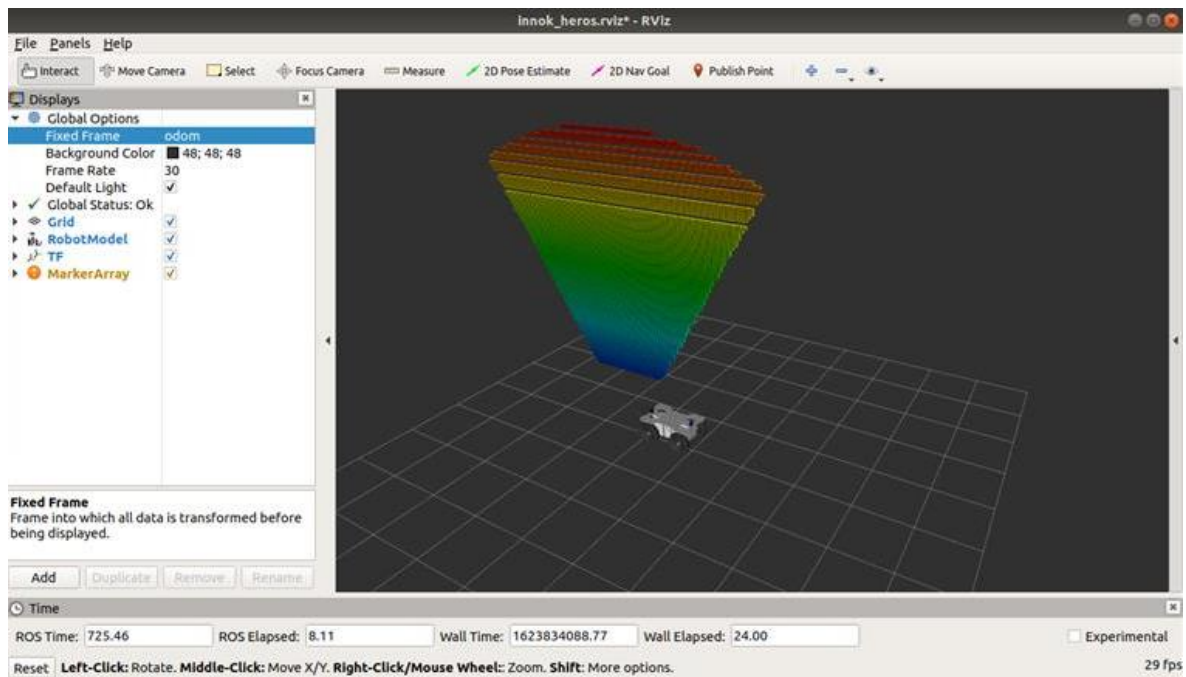 innok_heros.rviz* - RViz
File Panels Help
Interact Move Camera Select Focus Camera Measure 2D Pose Estimate 2D Nav Goal Publish Point
Displays
Global Options
Fixed Frame odom
Background Color 48; 48; 48
Frame Rate 30
Default Light
Global Status: Ok
Grid
RobotModel
TF
MarkerArray
Fixed Frame
Frame into which all data is transformed before
being displayed.
Add Duplicate Remove Rename
Time
ROS Time: 725.46 ROS Elapsed: 8.11 Wall Time: 1623834088.77 Wall Elapsed: 24.00 Experimental
Reset Left-Click: Rotate. Middle-Click: Move X/Y. Right-Click/Mouse Wheel:: Zoom. Shift: More options. 29 fps